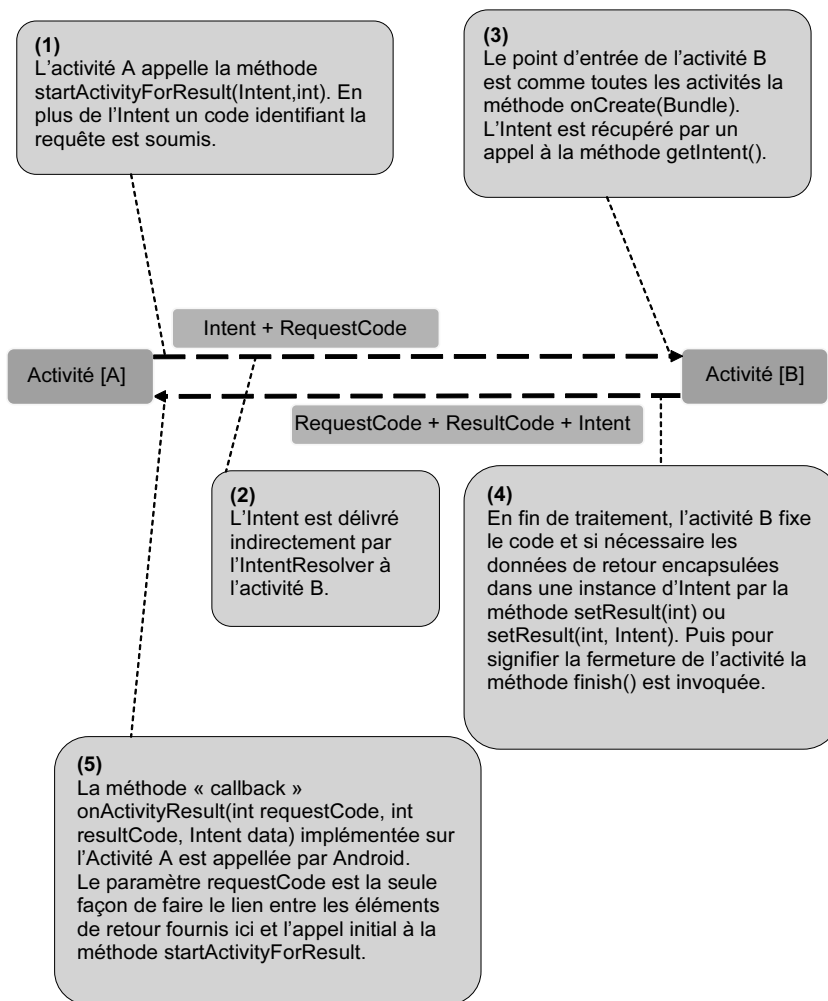 (1)
L’activité A appelle la méthode
startActivityForResult(Intent,int). En
plus de l’Intent un code identifiant la
requête est soumis.
(3)
Le point d’entrée de l’activité B
est comme toutes les activités la
méthode onCreate(Bundle).
L’Intent est récupéré par un
appel à la méthode getIntent().
Intent + RequestCode
Activité [A]
Activité [B]
RequestCode + ResultCode + Intent
(2)
L’Intent est délivré
indirectement par
l’IntentResolver à
l’activité B.
(4)
En fin de traitement, l’activité B fixe
le code et si nécessaire les
données de retour encapsulées
dans une instance d’Intent par la
méthode setResult(int) ou
setResult(int, Intent). Puis pour
signifier la fermeture de l’activité la
méthode finish() est invoquée.
(5)
La méthode « callback »
onActivityResult(int requestCode, int
resultCode, Intent data) implémentée sur
l’Activité A est appellée par Android.
Le paramètre requestCode est la seule
façon de faire le lien entre les éléments
de retour fournis ici et l’appel initial à la
méthode startActivityForResult.